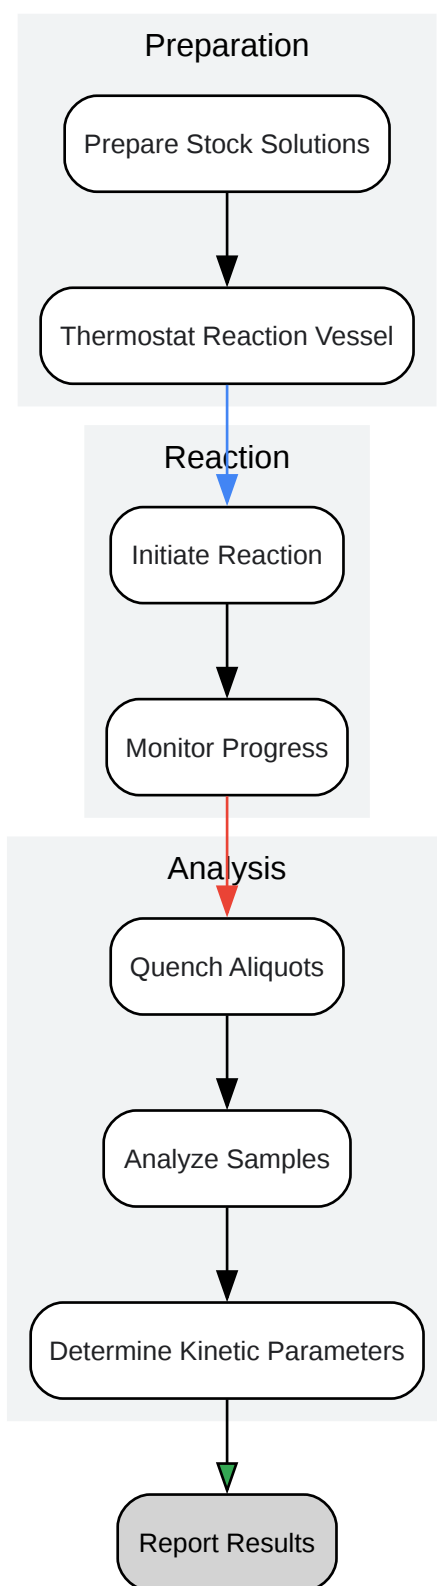 Preparation
Prepare Stock Solutions
Thermostat Reaction Vessel
Reaction
Initiate Reaction
Monitor Progress
Analysis
Quench Aliquots
Analyze Samples
Determine Kinetic Parameters
Report Results